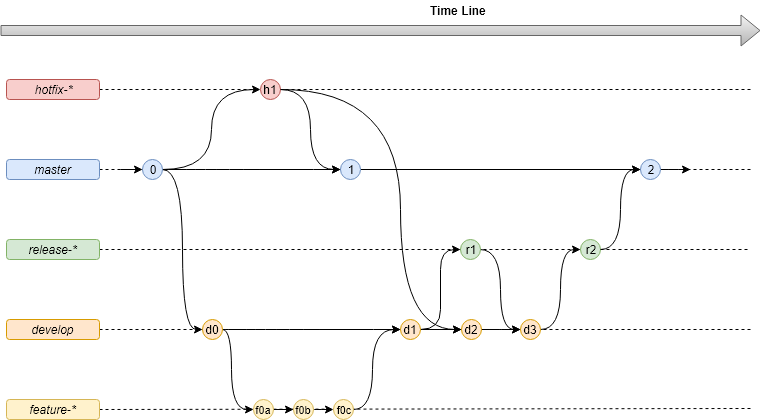 Time Line
hotfix-*
h1
master
0
1
2
release-*
r1
r2
develop
d0
d1
d2
d3
feature-*
f0a
f0b
f0c